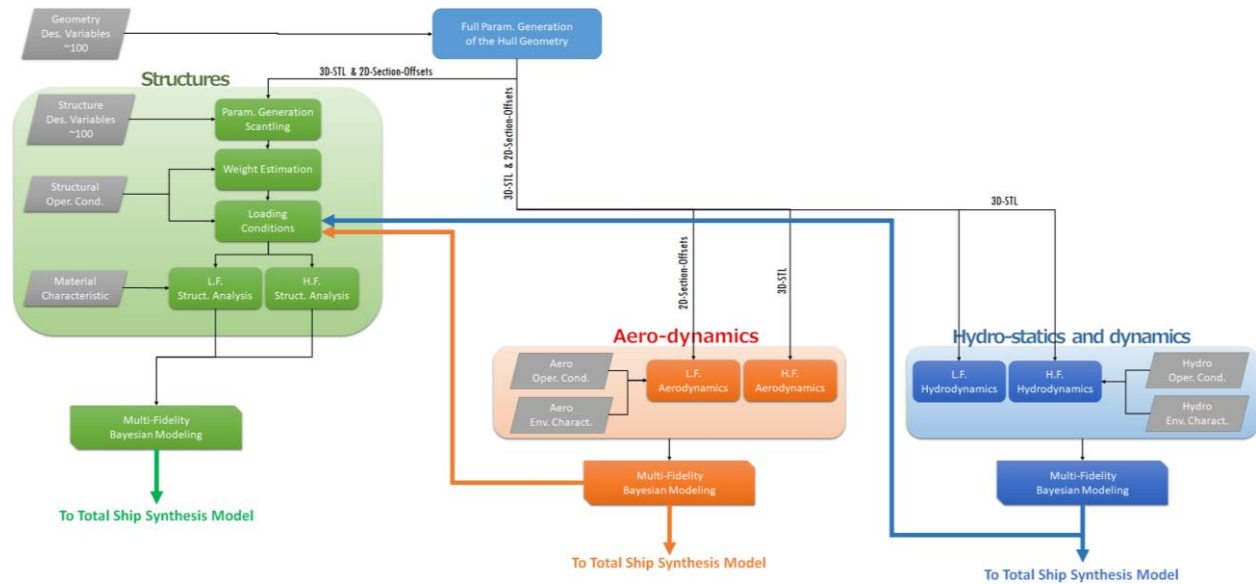 Geometry
Des. Variables
~100
Full Param. Generation
of the Hull Geometry
3D-STL & 2D-Section-Offsets
Structures
Structure
Des. Variables
~100
Param. Generation
Scantling
Weight Estimation
Structural
Oper. Cond.
Loading
Conditions
Material
Characteristic
L.F.
Struct. Analysis
H.F.
Struct. Analysis
Multi-Fidelity
Bayesian Modeling
To Total Ship Synthesis Model
3D-STL & 2D-Section-Offsets
2D-Section-Offsets
3D-STL
Aero-dynamics
Aero
Oper. Cond.
Aero
Env. Charact.
L.F.
Aerodynamics
H.F.
Aerodynamics
Multi-Fidelity
Bayesian Modeling
To Total Ship Synthesis Model
3D-STL
Hydro-statics and dynamics
L.F.
Hydrodynamics
H.F.
Hydrodynamics
Hydro
Oper. Cond.
Hydro
Env. Charact.
Multi-Fidelity
Bayesian Modeling
To Total Ship Synthesis Model